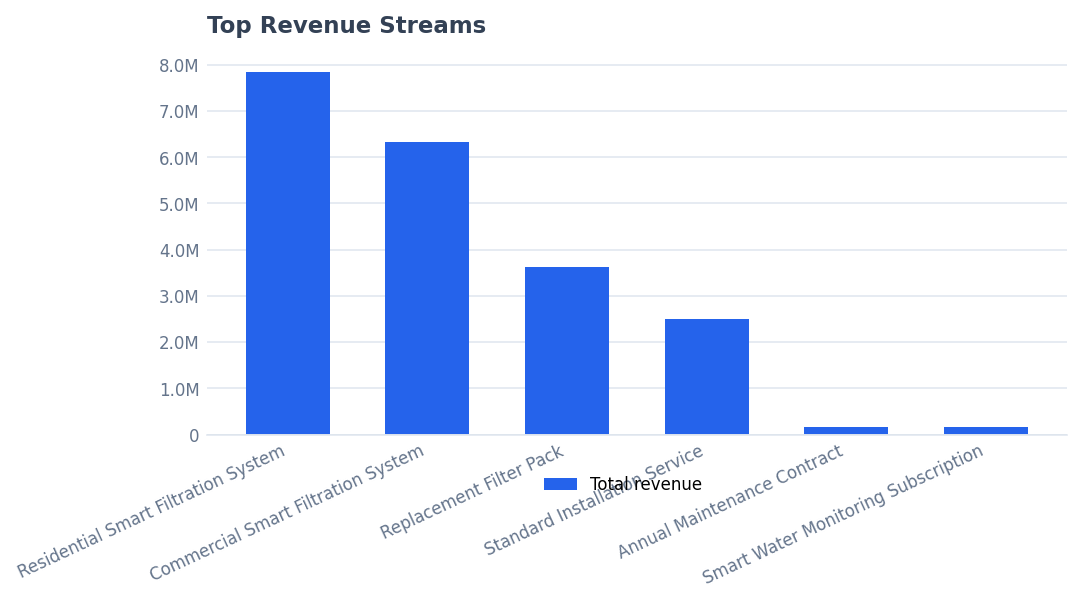 Top Revenue Streams
8.0M
7.0M
6.0M
5.0M
4.0M
3.0M
2.0M
1.0M
0
Residential Smart Filtration System
Commercial Smart Filtration System
Replacement Filter Pack
Standard Installation Service
Annual Maintenance Contract
Smart Water Monitoring Subscription
Total revenue